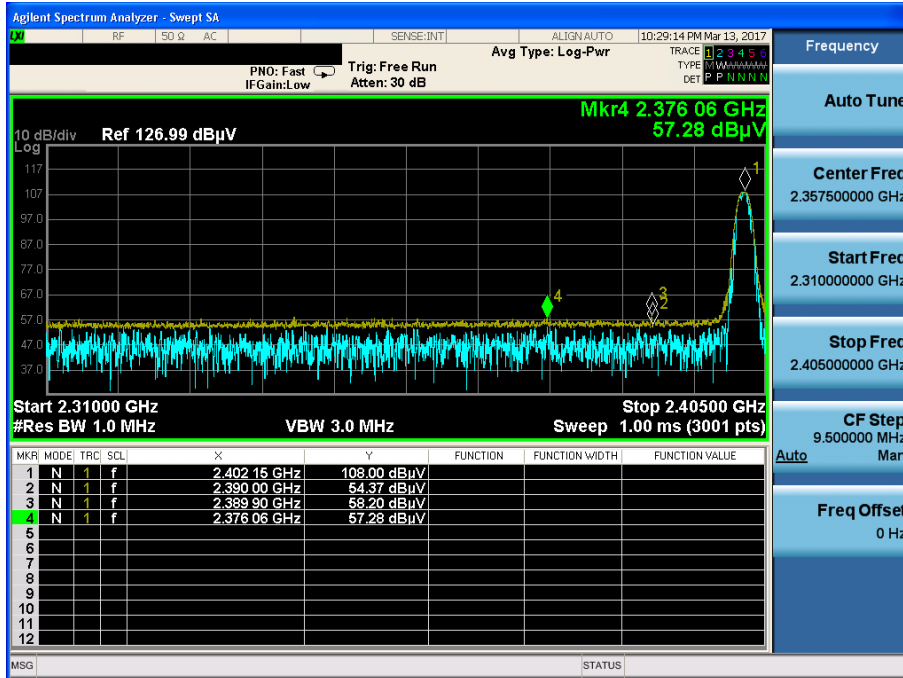 Agilent Spectrum Analyzer - Swept SA
LXI RF 50 Ω AC SENSE:INT ALIGN AUTO 10:29:14 PM Mar 13, 2017
Frequency
Avg Type: Log-Pwr TRACE 1 2 3 4 5 6
PNO: Fast Trig: Free Run TYPE M W W W W W
IFGain:Low Atten: 30 dB DET P P N N N N
Auto Tune
Mkr4 2.376 06 GHz
57.28 dBµV
10 dB/div Ref 126.99 dBµV
Log
117
107
97.0
87.0
77.0
67.0
57.0
47.0
37.0
1
2
3
4
Center Freq
2.357500000 GHz
Start Freq
2.310000000 GHz
Stop Freq
2.405000000 GHz
Start 2.31000 GHz Stop 2.40500 GHz
#Res BW 1.0 MHz VBW 3.0 MHz Sweep 1.00 ms (3001 pts)
CF Step
9.500000 MHz
Auto Man
MKR MODE TRC SCL X Y FUNCTION FUNCTION WIDTH FUNCTION VALUE
1 N 1 f 2.402 15 GHz 108.00 dBµV
2 N 1 f 2.390 00 GHz 54.37 dBµV
3 N 1 f 2.389 90 GHz 58.20 dBµV
4 N 1 f 2.376 06 GHz 57.28 dBµV
5
6
7
8
9
10
11
12
Freq Offset
0 Hz
MSG STATUS